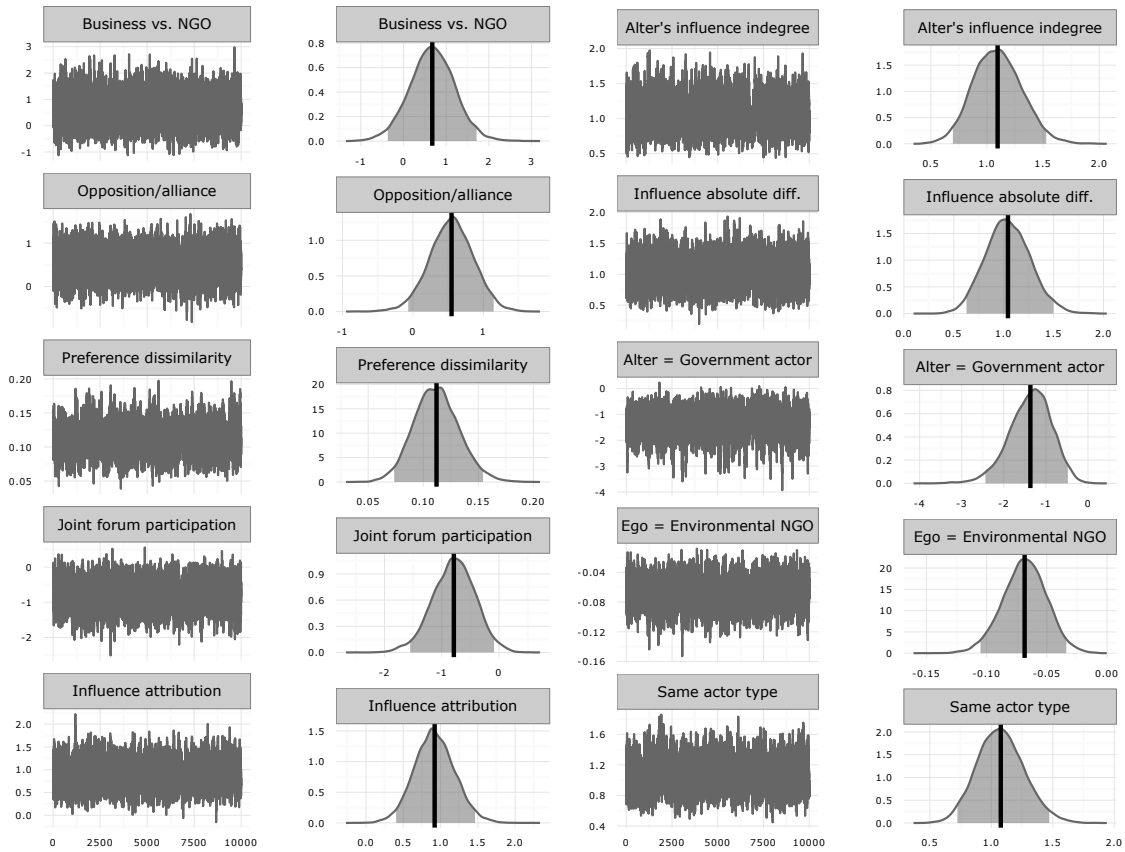 Business vs. NGO
3
2
1
0
-1
Business vs. NGO
0.8
0.6
0.4
0.2
0.0
-1 0 1 2 3
Alter's influence indegree
2.0
1.5
1.0
0.5
Alter's influence indegree
1.5
1.0
0.5
0.0
0.5 1.0 1.5 2.0
Opposition/alliance
1
0
Opposition/alliance
1.0
0.5
0.0
-1 0 1
Influence absolute diff.
2.0
1.5
1.0
0.5
Influence absolute diff.
1.5
1.0
0.5
0.0
0.0 0.5 1.0 1.5 2.0
Preference dissimilarity
0.20
0.15
0.10
0.05
Preference dissimilarity
20
15
10
5
0
0.05 0.10 0.15 0.20
Alter = Government actor
0
-1
-2
-3
-4
Alter = Government actor
0.8
0.6
0.4
0.2
0.0
-4 -3 -2 -1 0
Joint forum participation
0
-1
-2
Joint forum participation
0.9
0.6
0.3
0.0
-2 -1 0
Ego = Environmental NGO
-0.04
-0.08
-0.12
-0.16
Ego = Environmental NGO
20
15
10
5
0
-0.15 -0.10 -0.05 0.00
Influence attribution
2.0
1.5
1.0
0.5
0.0
0 2500 5000 7500 10000
Influence attribution
1.5
1.0
0.5
0.0
0.0 0.5 1.0 1.5 2.0
Same actor type
1.6
1.2
0.8
0.4
0 2500 5000 7500 10000
Same actor type
2.0
1.5
1.0
0.5
0.0
0.5 1.0 1.5 2.0